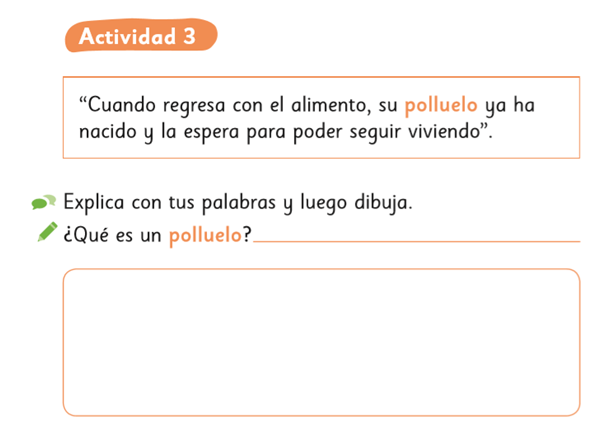 Actividad 3
“Cuando regresa con el alimento, su polluelo ya ha
nacido y la espera para poder seguir viviendo”.
Explica con tus palabras y luego dibuja.
¿Qué es un polluelo?